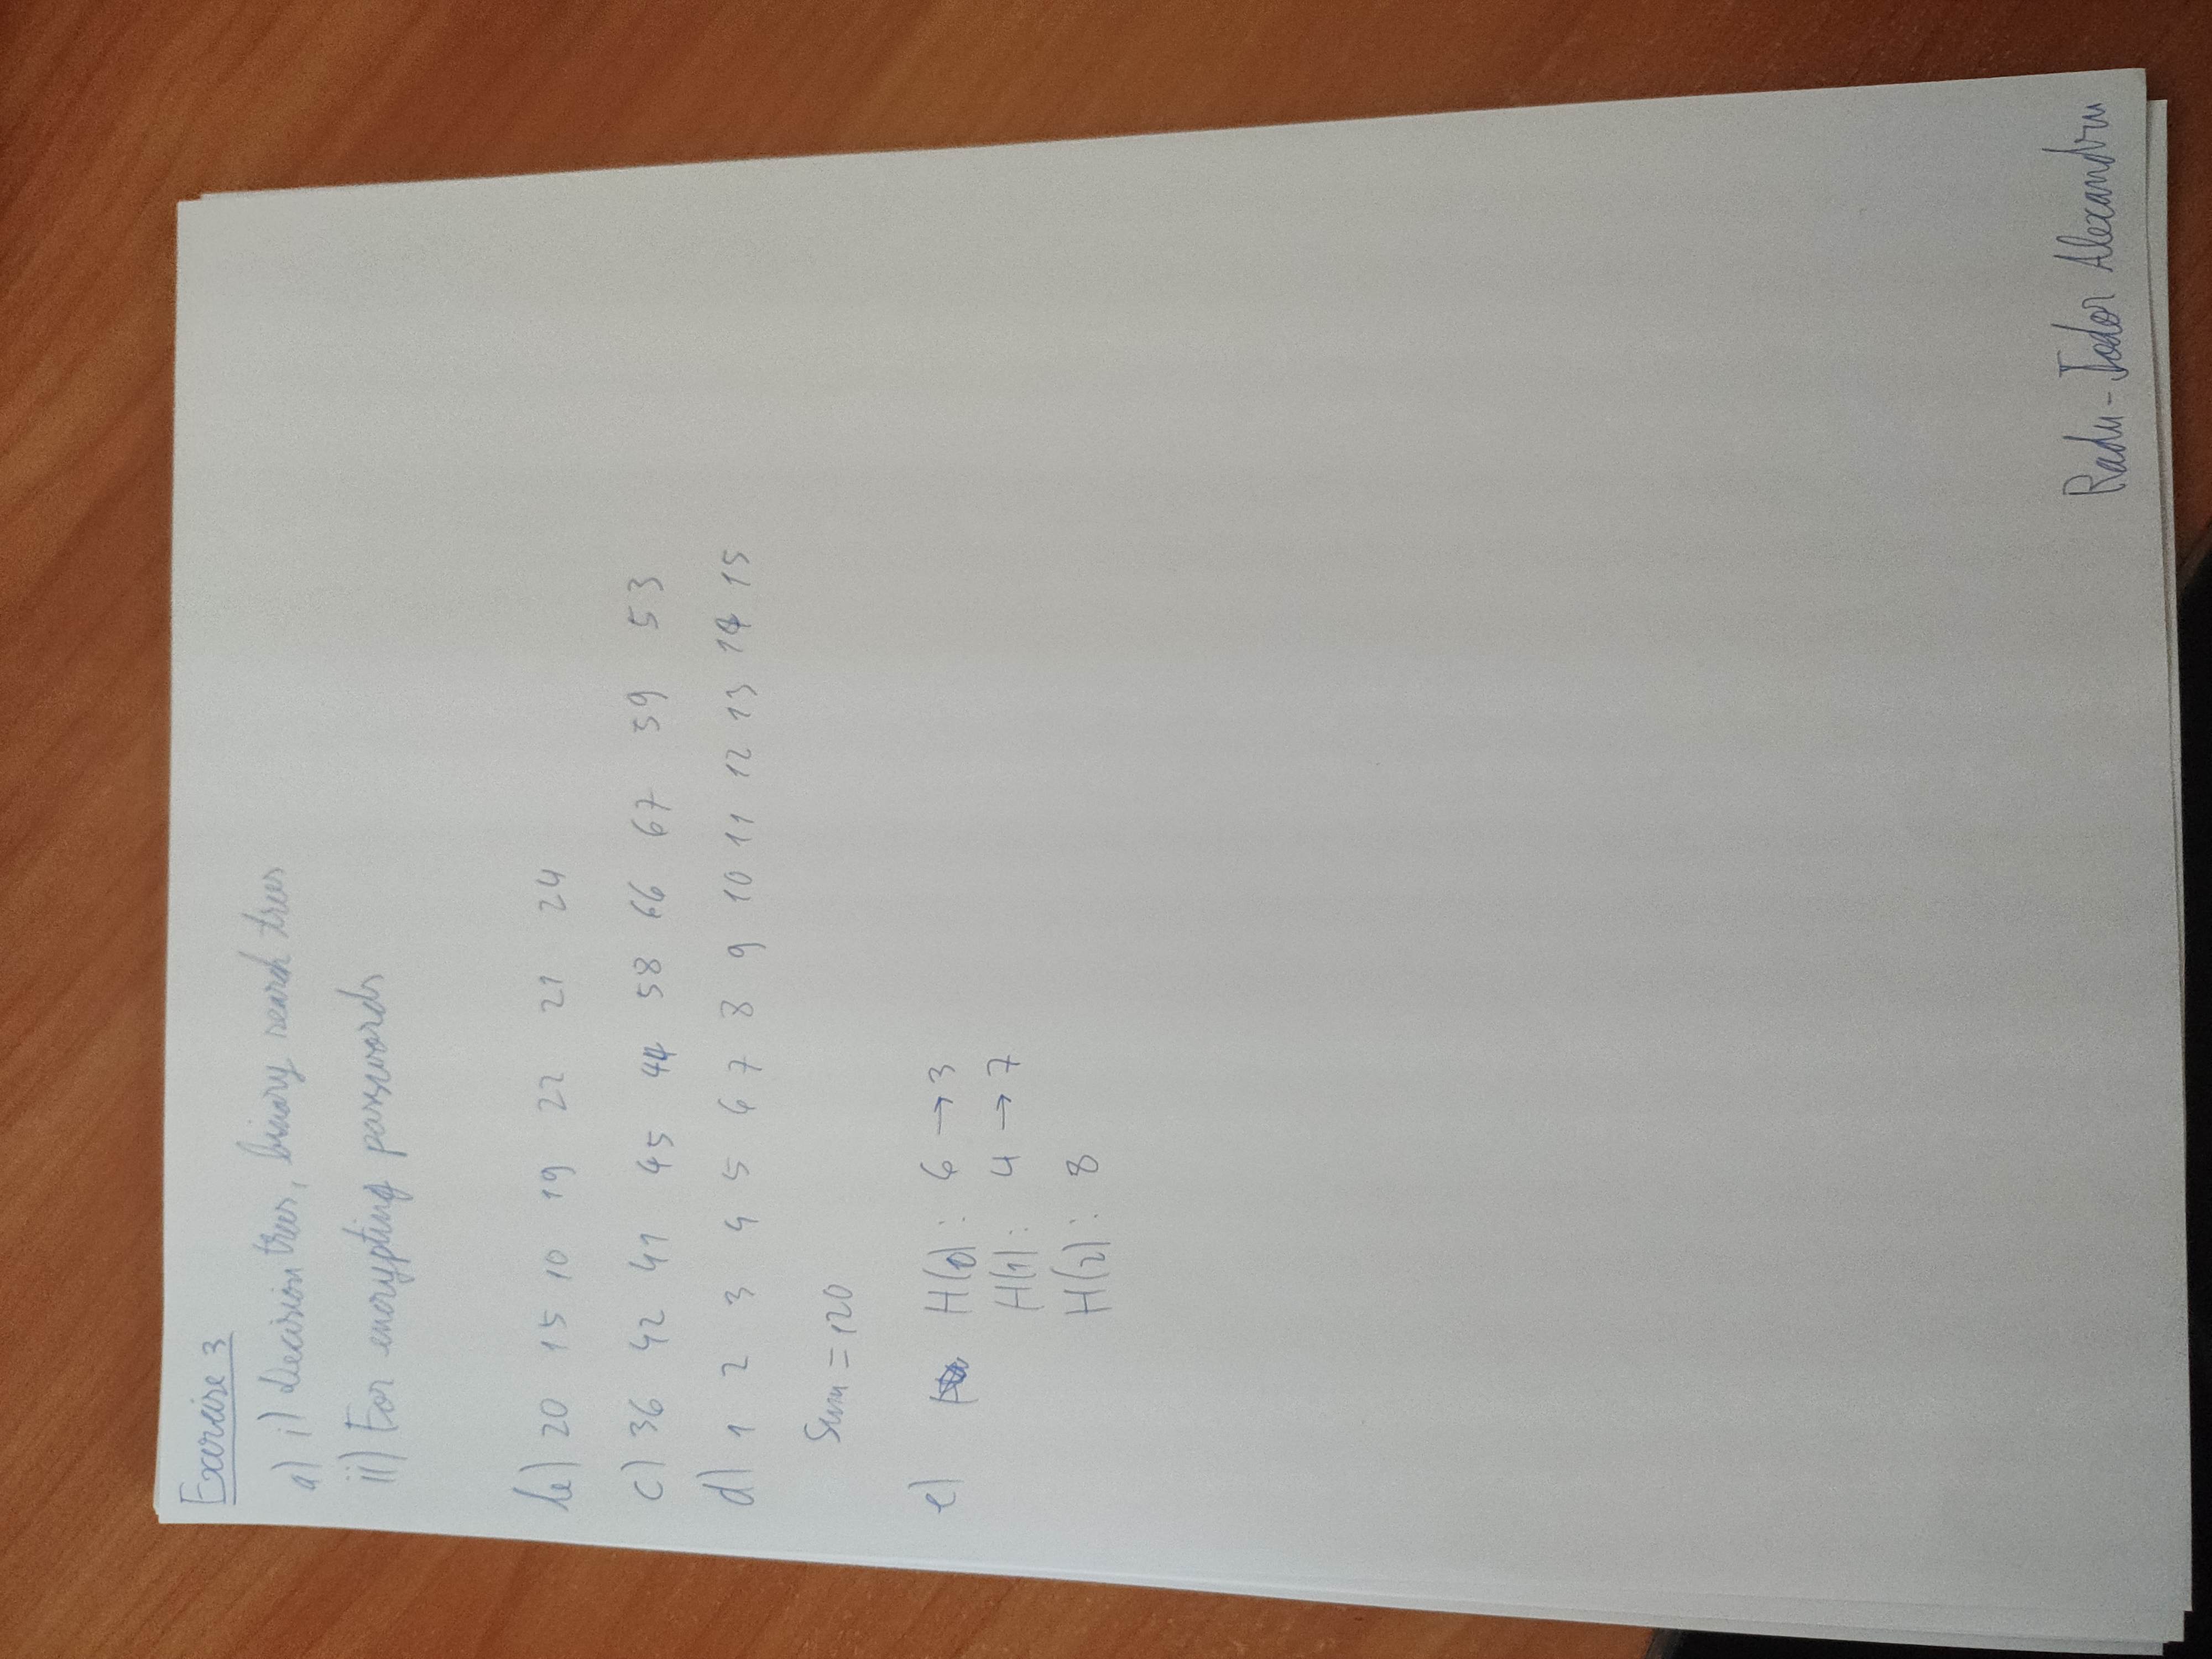 Exercise 3
a) i) Decision trees, binary search trees
ii) For encrypting passwords
b) 20 15 10 19 22 21 24
c) 36 42 41 45 44 58 66 67 59 53
d) 1 2 3 4 5 6 7 8 9 10 11 12 13 14 15
Sum = 120
e) H(0): 6 → 3
H(1): 4 → 7
H(2): 8
Radu-Todor Alexandru